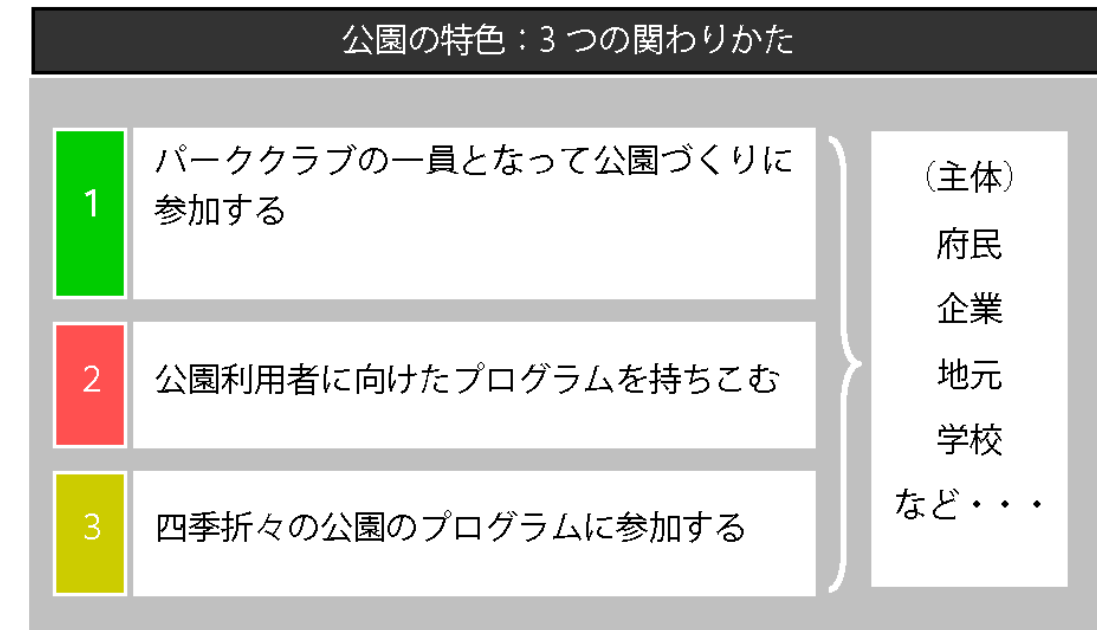 公園の特色：3つの関わりかた
1
パーククラブの一員となって公園づくりに
参加する
2
公園利用者に向けたプログラムを持ちこむ
3
四季折々の公園のプログラムに参加する
（主体）
府民
企業
地元
学校
など・・・